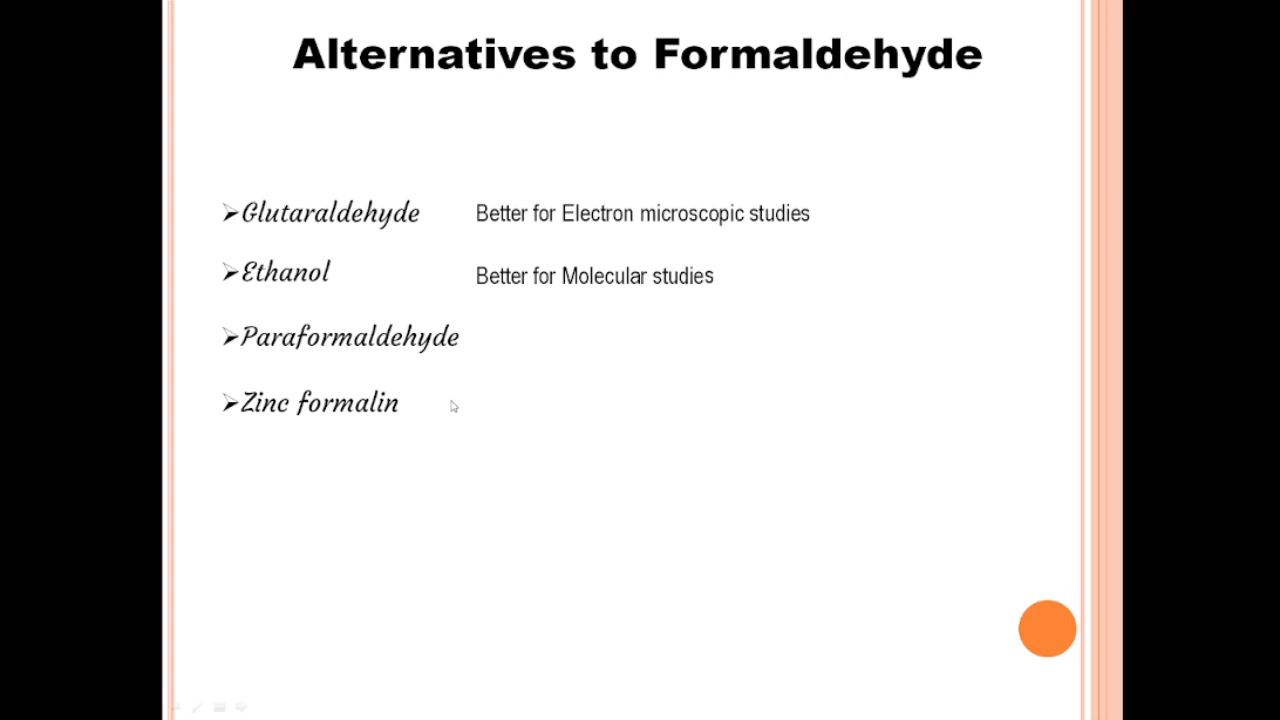 Alternatives to Formaldehyde
➢Glutaraldehyde Better for Electron microscopic studies
➢Ethanol Better for Molecular studies
➢Paraformaldehyde
➢Zinc formalin